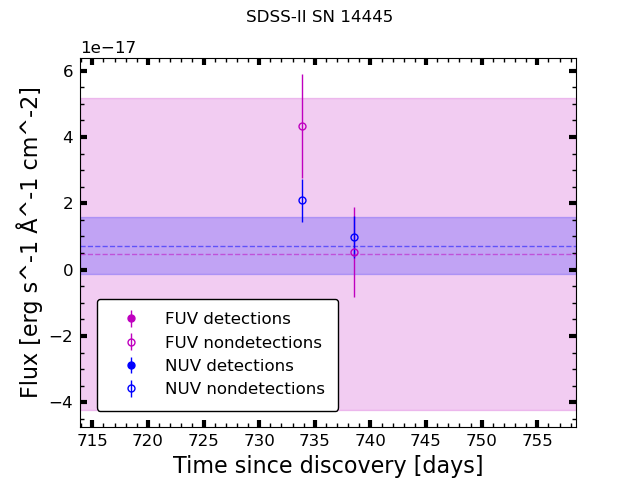 SDSS-II SN 14445
1e−17
6
4
2
0
−2
−4
Flux [erg s^-1 Å^-1 cm^-2]
FUV detections
FUV nondetections
NUV detections
NUV nondetections
715 720 725 730 735 740 745 750 755
Time since discovery [days]